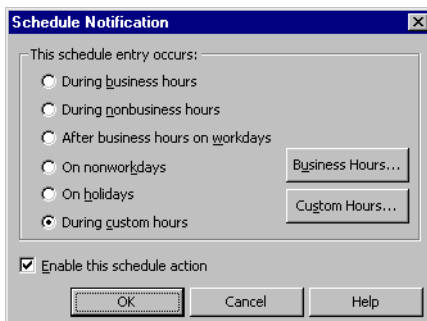 Schedule Notification
This schedule entry occurs:
During business hours
During nonbusiness hours
After business hours on workdays
On nonworkdays
Business Hours...
On holidays
Custom Hours...
During custom hours
Enable this schedule action
OK Cancel Help